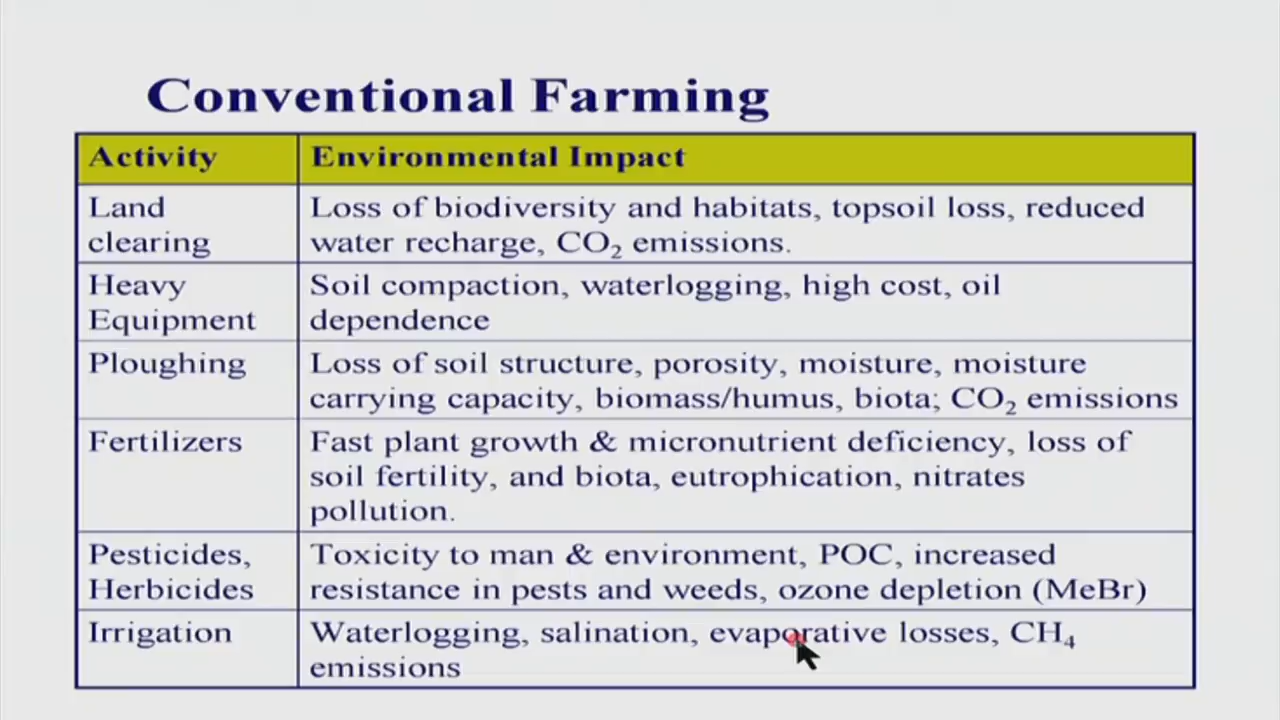 Conventional Farming
Activity
Environmental Impact
Land
clearing
Loss of biodiversity and habitats, topsoil loss, reduced
water recharge, CO₂ emissions.
Heavy
Equipment
Soil compaction, waterlogging, high cost, oil
dependence
Ploughing
Loss of soil structure, porosity, moisture, moisture
carrying capacity, biomass/humus, biota; CO₂ emissions
Fertilizers
Fast plant growth & micronutrient deficiency, loss of
soil fertility, and biota, eutrophication, nitrates
pollution.
Pesticides,
Herbicides
Toxicity to man & environment, POC, increased
resistance in pests and weeds, ozone depletion (MeBr)
Irrigation
Waterlogging, salination, evaporative losses, CH₄
emissions